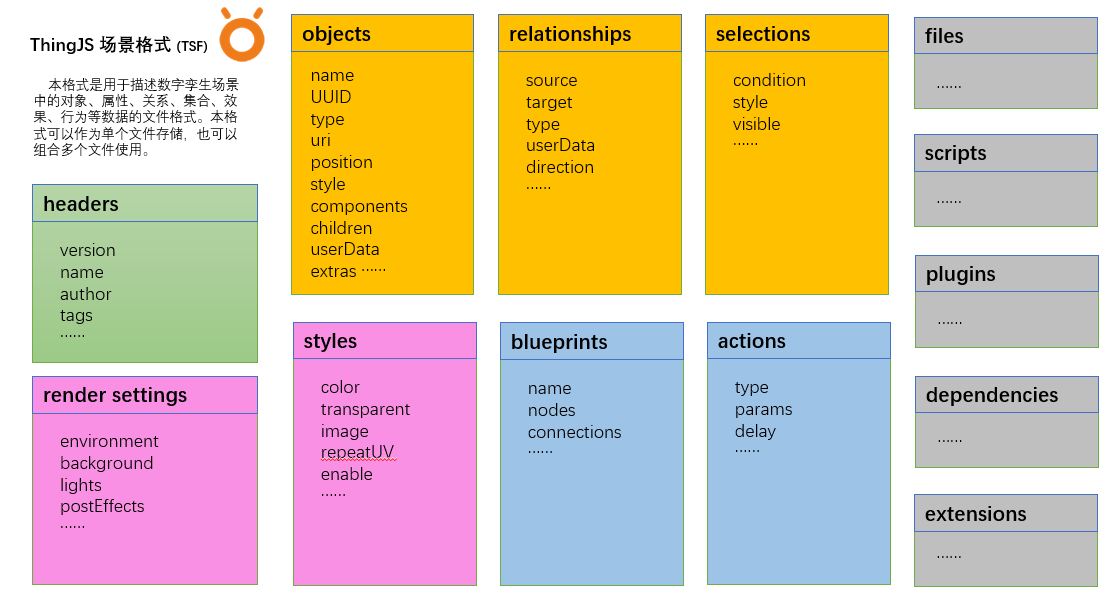 ThingJS 场景格式 (TSF)
本格式是用于描述数字孪生场景
中的对象、属性、关系、集合、效
果、行为等数据的文件格式。本格
式可以作为单个文件存储，也可以
组合多个文件使用。
headers
version
name
author
tags
……
render settings
environment
background
lights
postEffects
……
objects
name
UUID
type
uri
position
style
components
children
userData
extras ……
relationships
source
target
type
userData
direction
……
selections
condition
style
visible
……
styles
color
transparent
image
repeatUV
enable
……
blueprints
name
nodes
connections
……
actions
type
params
delay
……
files
……
scripts
……
plugins
……
dependencies
……
extensions
……